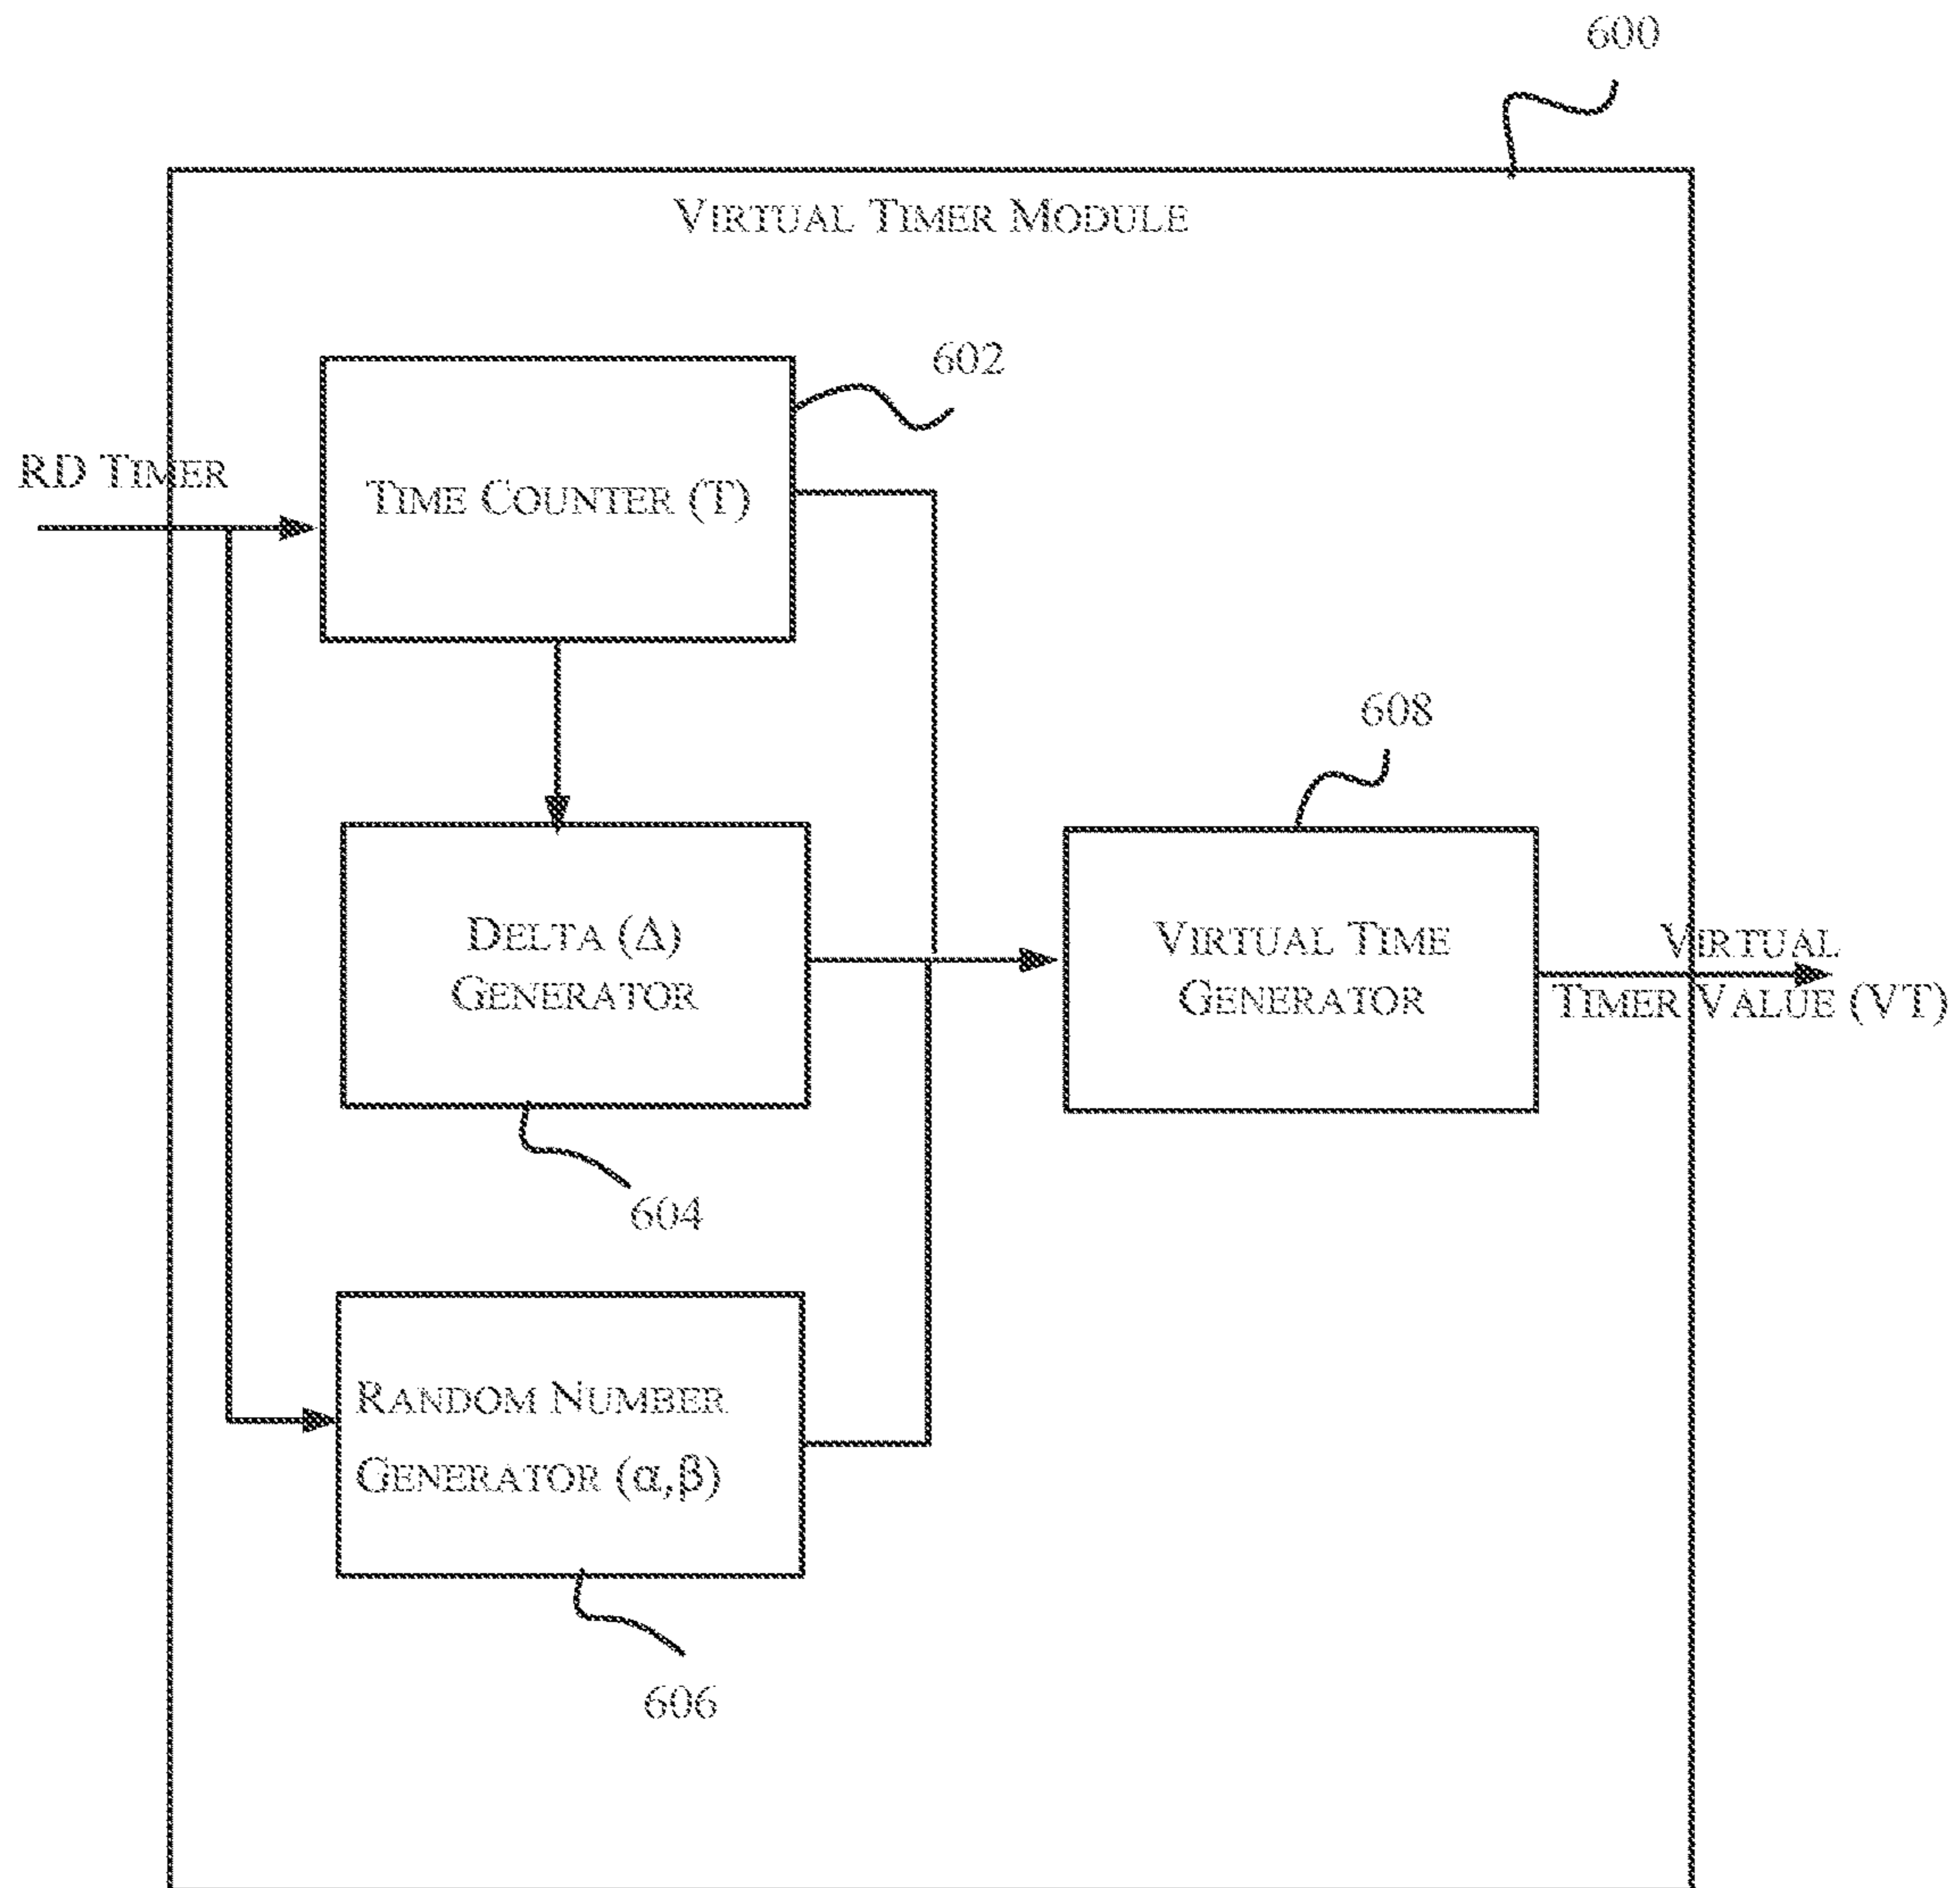 600
VIRTUAL TIMER MODULE
602
RD TIMER
TIME COUNTER (T)
608
DELTA (Δ)
GENERATOR
VIRTUAL TIME
GENERATOR
VIRTUAL
TIMER VALUE (VT)
604
RANDOM NUMBER
GENERATOR (α,β)
606